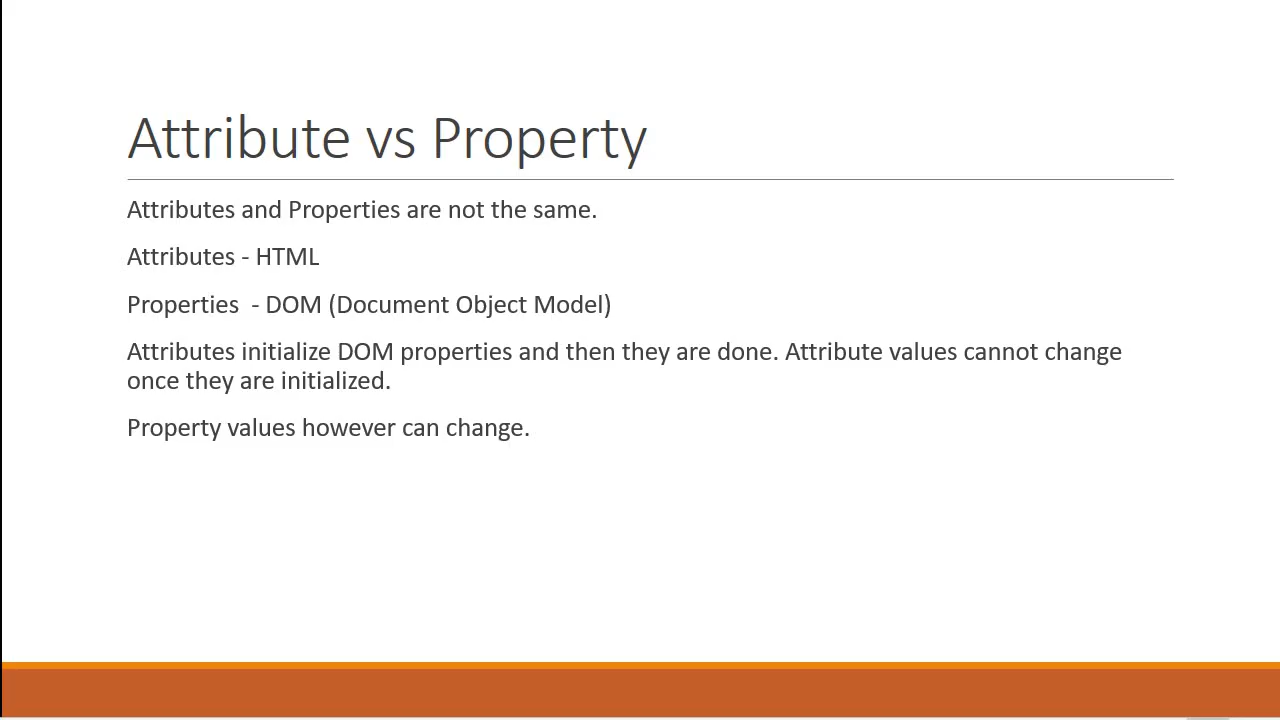 Attribute vs Property
Attributes and Properties are not the same.
Attributes - HTML
Properties  - DOM (Document Object Model)
Attributes initialize DOM properties and then they are done. Attribute values cannot change
once they are initialized.
Property values however can change.